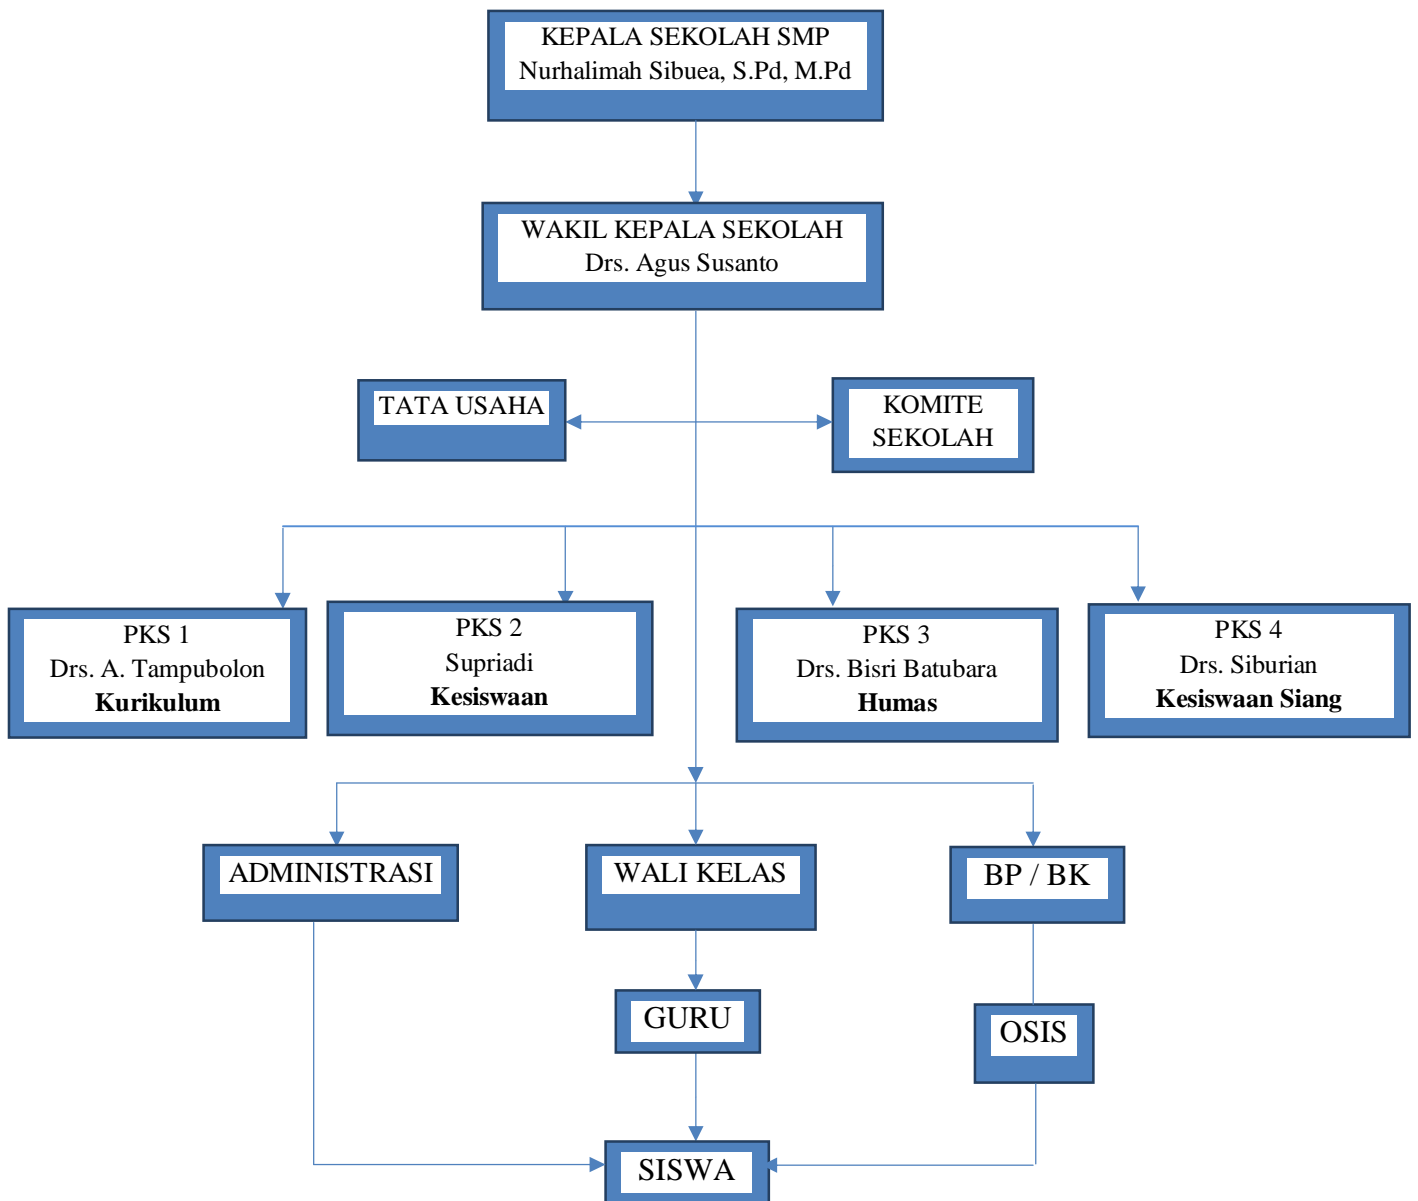 KEPALA SEKOLAH SMP
Nurhalimah Sibuea, S.Pd, M.Pd
WAKIL KEPALA SEKOLAH
Drs. Agus Susanto
TATA USAHA
KOMITE
SEKOLAH
PKS 1
Drs. A. Tampubolon
Kurikulum
PKS 2
Supriadi
Kesiswaan
PKS 3
Drs. Bisri Batubara
Humas
PKS 4
Drs. Siburian
Kesiswaan Siang
ADMINISTRASI
WALI KELAS
BP / BK
GURU
OSIS
SISWA